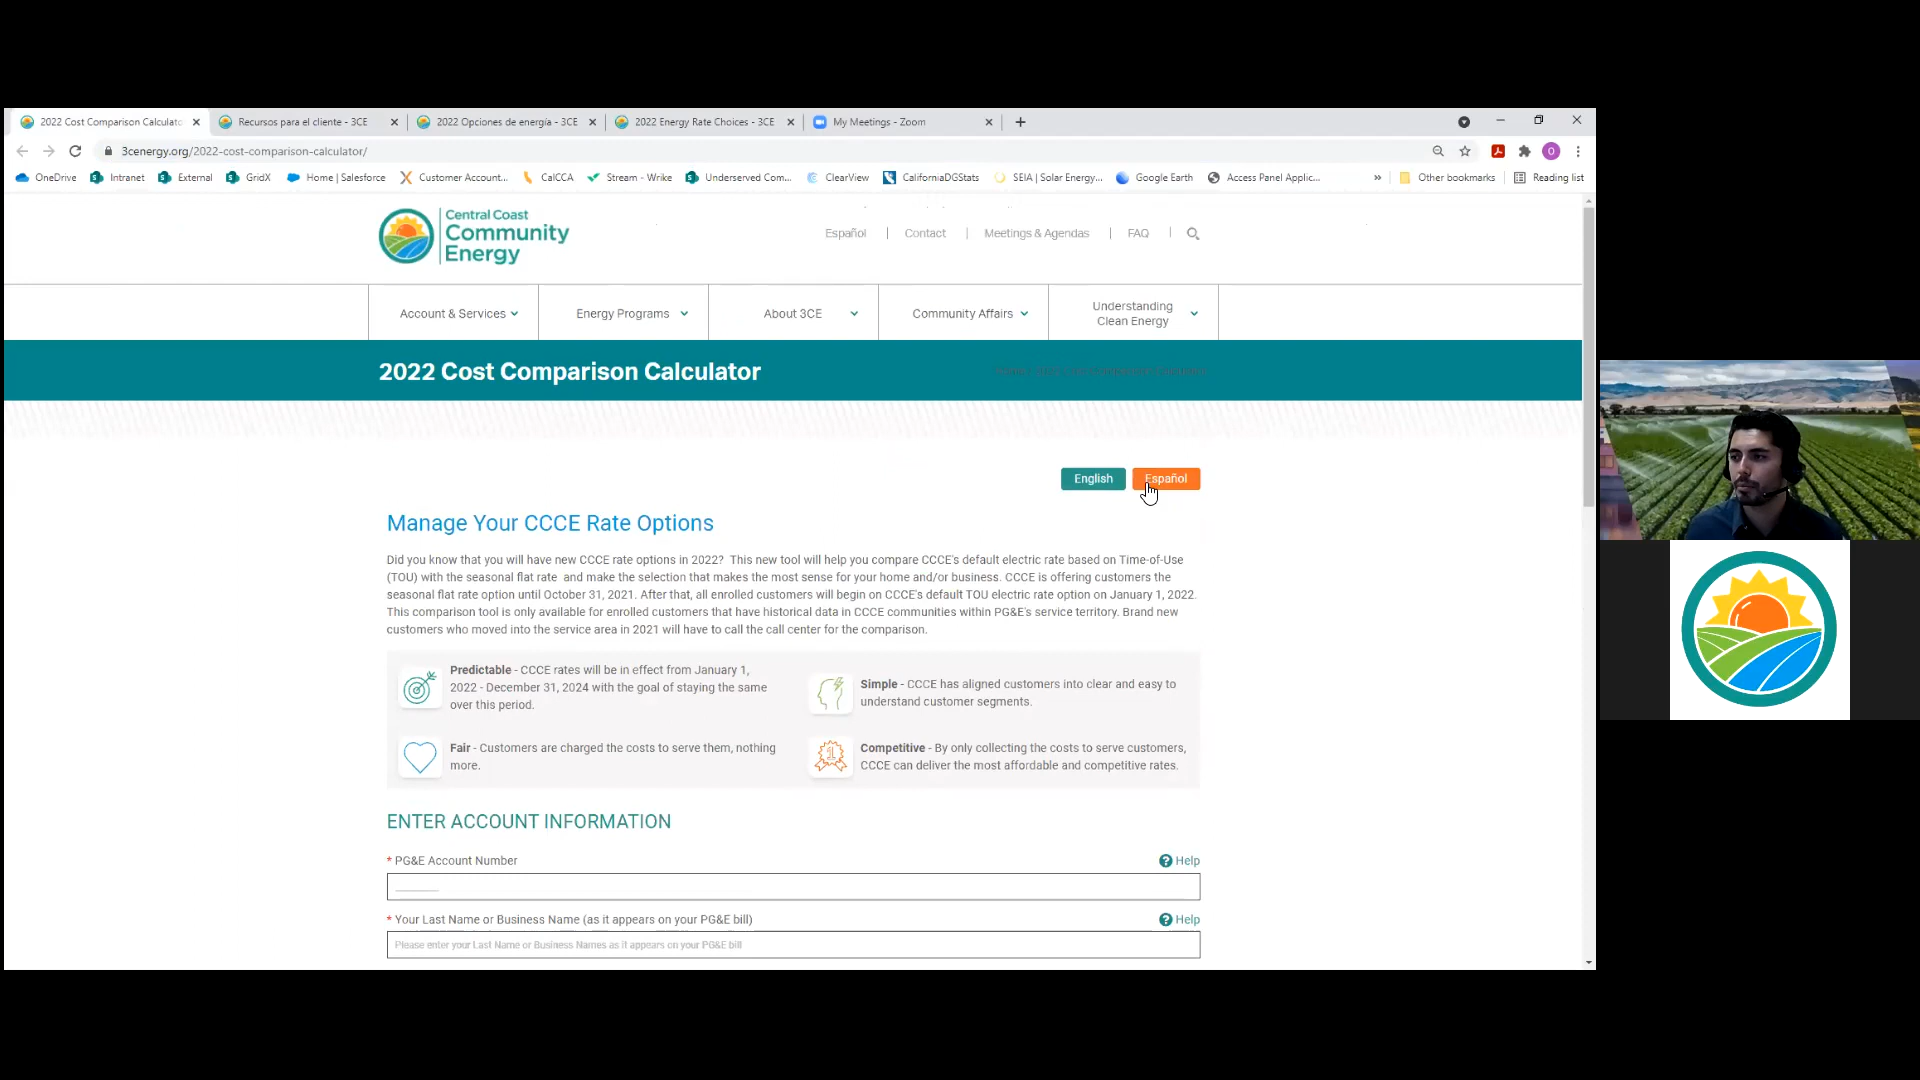 2022 Cost Comparison Calculato
Recursos para el cliente - 3CE
2022 Opciones de energía - 3CE
2022 Energy Rate Choices - 3CE
My Meetings - Zoom
3cenergy.org/2022-cost-comparison-calculator/
O
OneDrive
Intranet
External
GridX
Home | Salesforce
Customer Account...
CalCCA
Stream - Wrike
Underserved Com...
ClearView
CaliforniaDGStats
SEIA | Solar Energy...
Google Earth
Access Panel Applic...
»
Other bookmarks
Reading list
Central Coast
Community
Energy
Español | Contact | Meetings & Agendas | FAQ |
Account & Services
Energy Programs
About 3CE
Community Affairs
Understanding
Clean Energy
2022 Cost Comparison Calculator
English
Español
Manage Your CCCE Rate Options
Did you know that you will have new CCCE rate options in 2022? This new tool will help you compare CCCE's default electric rate based on Time-of-Use
(TOU) with the seasonal flat rate and make the selection that makes the most sense for your home and/or business. CCCE is offering customers the
seasonal flat rate option until October 31, 2021. After that, all enrolled customers will begin on CCCE's default TOU electric rate option on January 1, 2022.
This comparison tool is only available for enrolled customers that have historical data in CCCE communities within PG&E's service territory. Brand new
customers who moved into the service area in 2021 will have to call the call center for the comparison.
Predictable - CCCE rates will be in effect from January 1,
2022 - December 31, 2024 with the goal of staying the same
over this period.
Simple - CCCE has aligned customers into clear and easy to
understand customer segments.
Fair - Customers are charged the costs to serve them, nothing
more.
1
Competitive - By only collecting the costs to serve customers,
CCCE can deliver the most affordable and competitive rates.
ENTER ACCOUNT INFORMATION
* PG&E Account Number
? Help
* Your Last Name or Business Name (as it appears on your PG&E bill)
? Help
Please enter your Last Name or Business Names as it appears on your PG&E bill